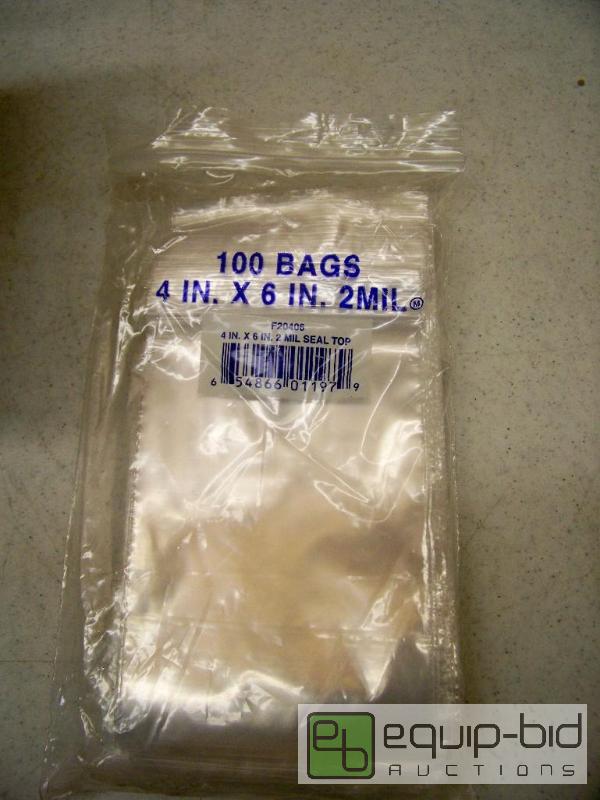 100 BAGS
4 IN. X 6 IN. 2MiL Ⓜ
F20406
4 IN. X 6 IN. 2 MIL SEAL TOP
6 54866 01197 9
eb equip-bid
AUCTIONS